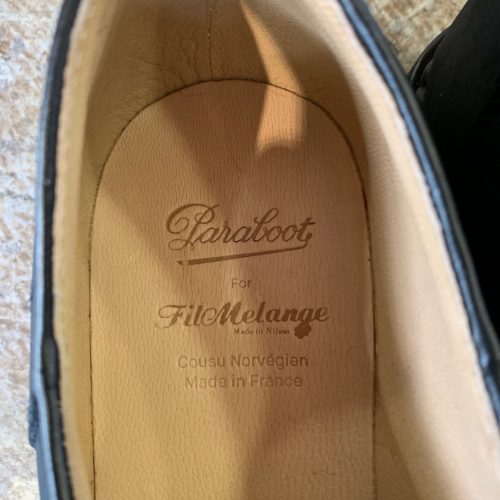 Paraboot
For
FilMelange
Made in Nihon
Cousu Norvégien
Made in France